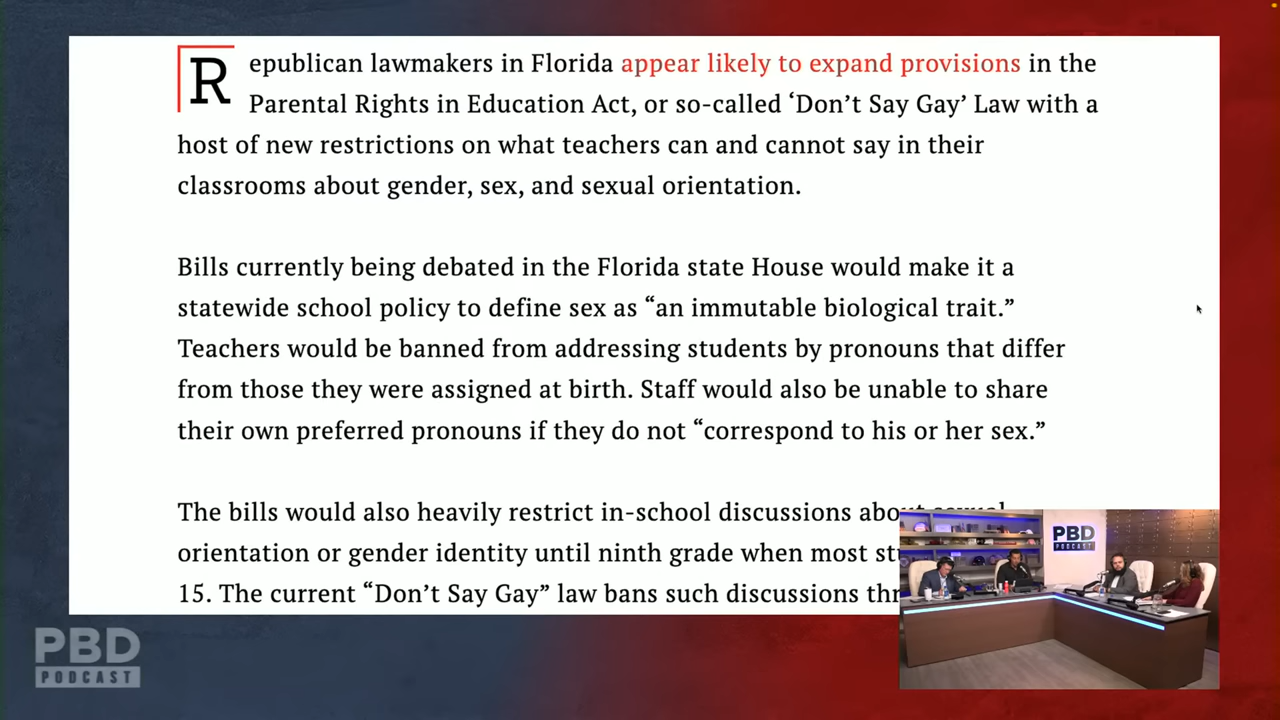 Republican lawmakers in Florida appear likely to expand provisions in the
Parental Rights in Education Act, or so-called ‘Don’t Say Gay’ Law with a
host of new restrictions on what teachers can and cannot say in their
classrooms about gender, sex, and sexual orientation.
Bills currently being debated in the Florida state House would make it a
statewide school policy to define sex as “an immutable biological trait.”
Teachers would be banned from addressing students by pronouns that differ
from those they were assigned at birth. Staff would also be unable to share
their own preferred pronouns if they do not “correspond to his or her sex.”
The bills would also heavily restrict in-school discussions about sexual
orientation or gender identity until ninth grade when most
15. The current “Don’t Say Gay” law bans such discussions
PBD
PODCAST
PBD
PODCAST